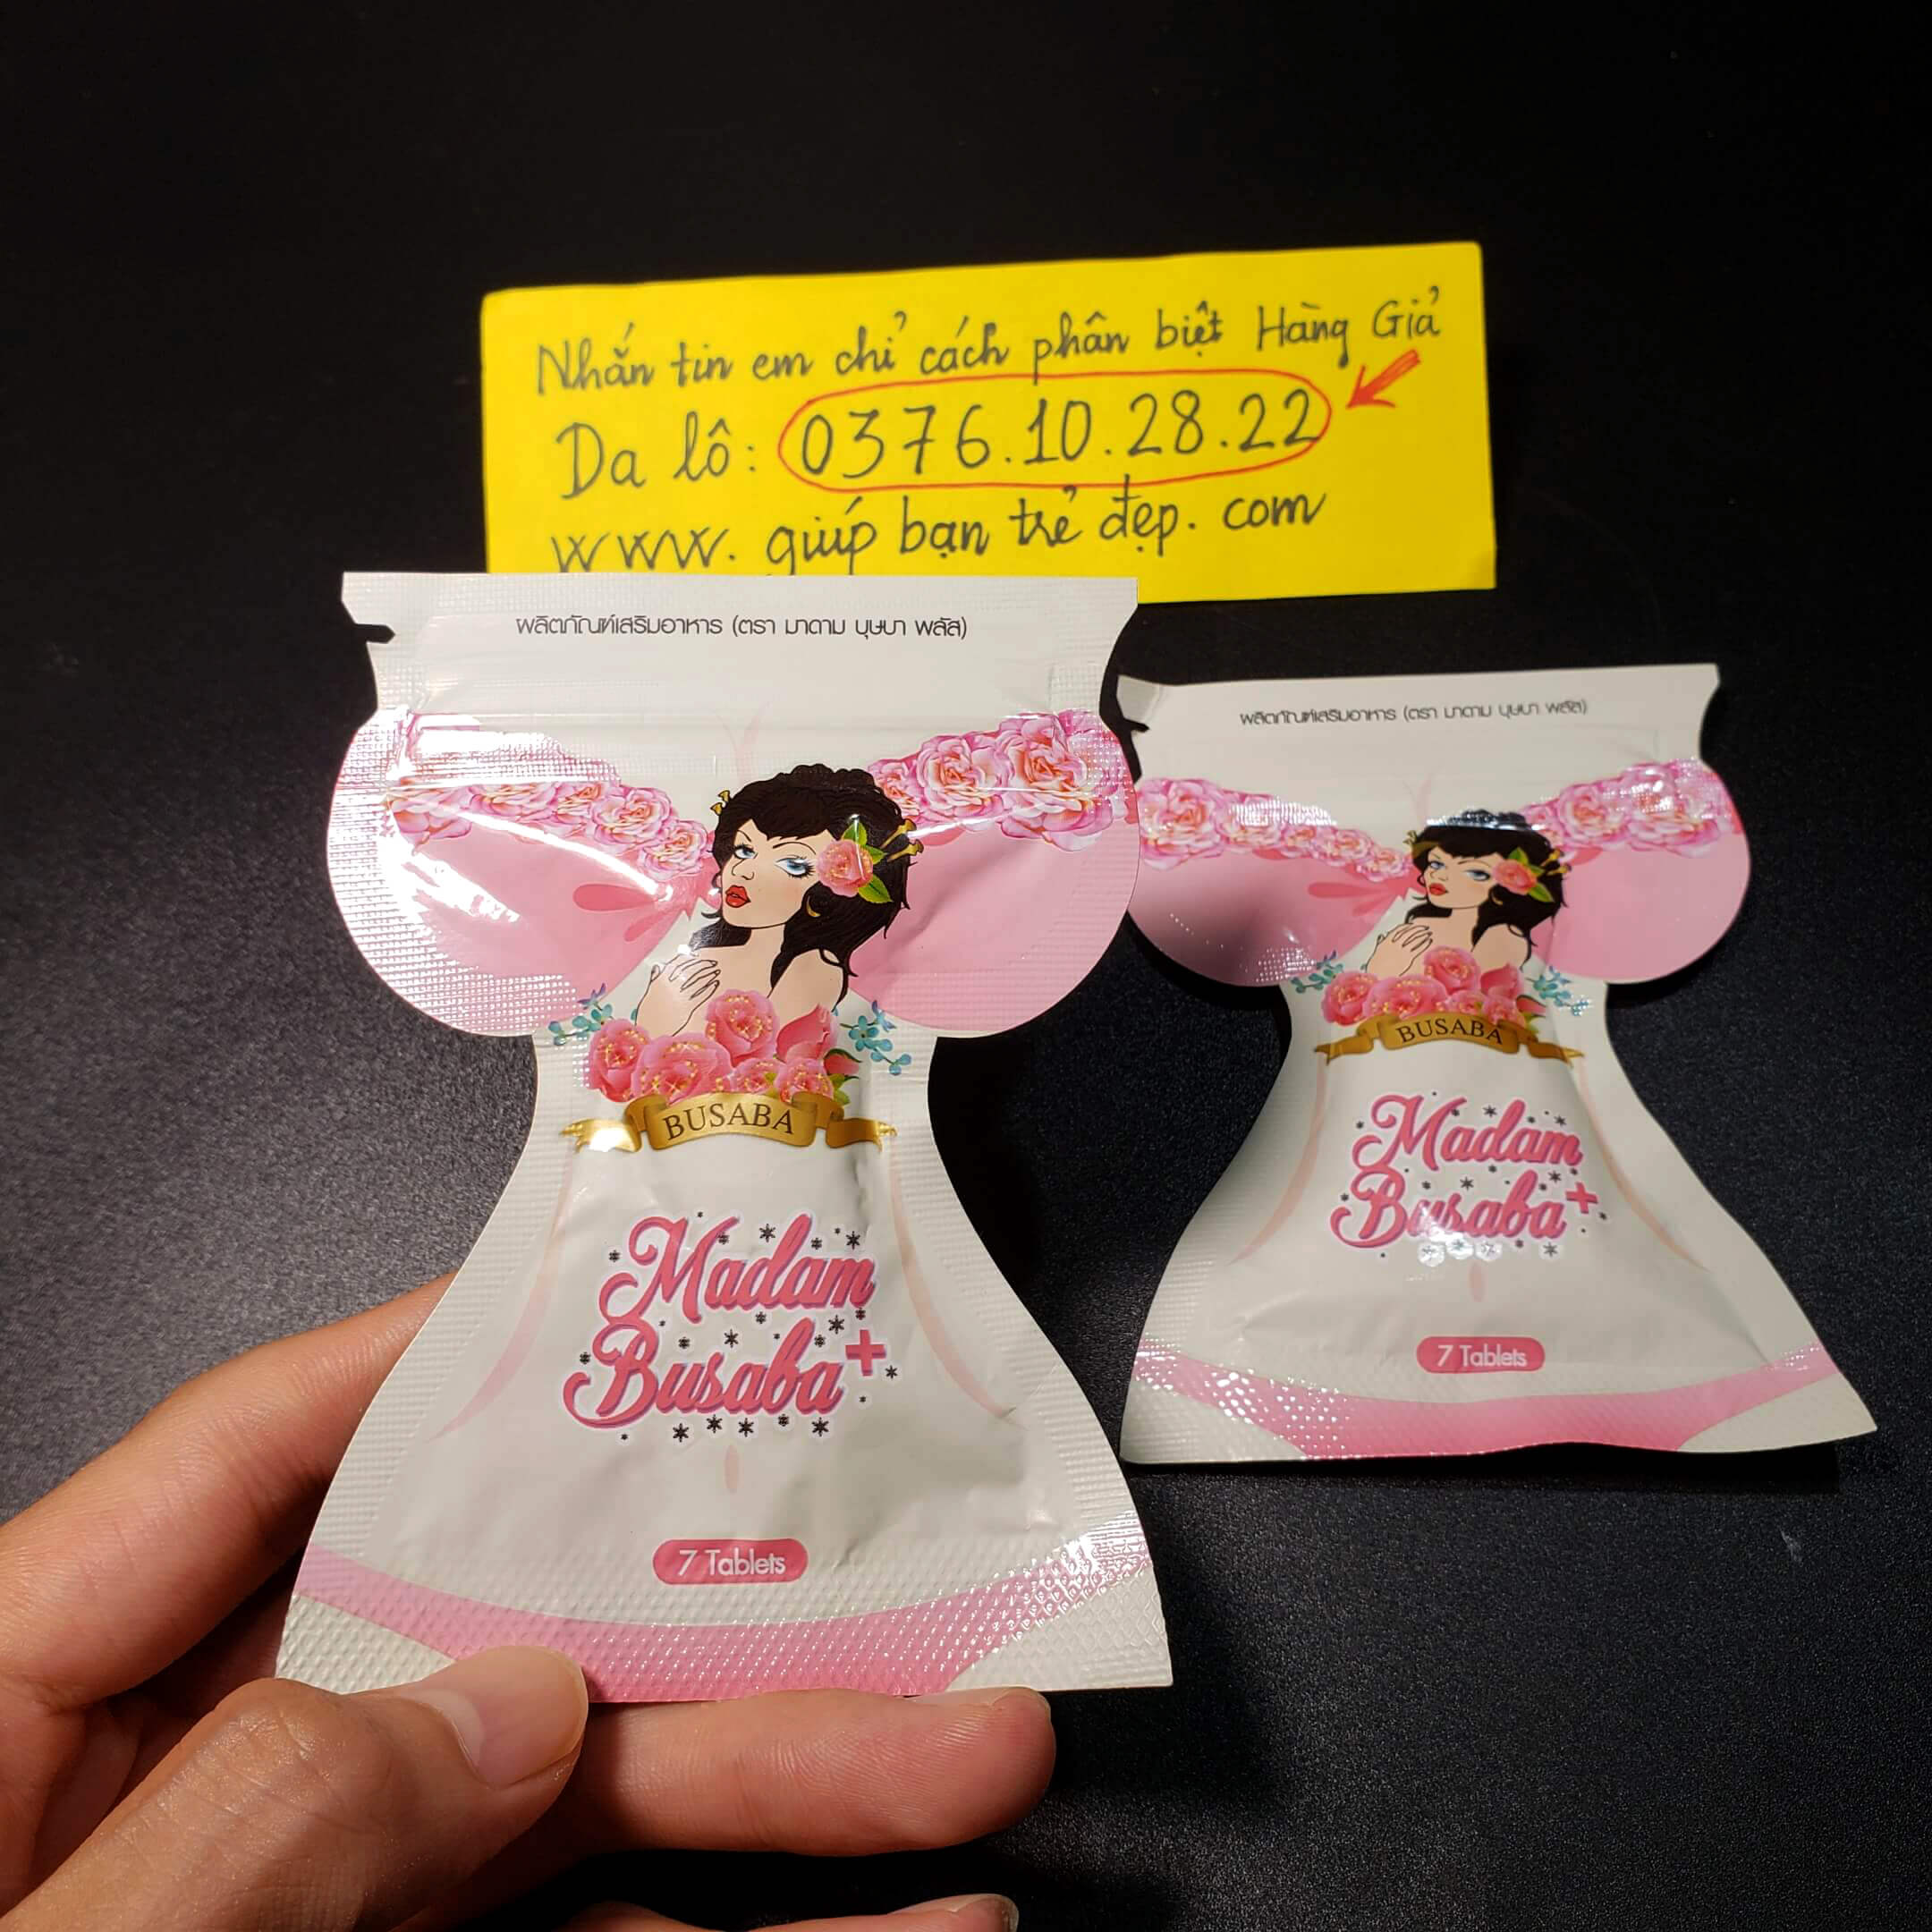 Nhắn tin em chỉ cách phân biệt Hàng Giả
Da lô: 0376.10.28.22
www. giúp bạn trẻ đẹp. com
ผลิตภัณฑ์เสริมอาหาร (ตรา มาดาม บุษบา พลัส)
BUSABA
Madam
Busaba+
7 Tablets
ผลิตภัณฑ์เสริมอาหาร (ตรา มาดาม บุษบา พลัส)
BUSABA
Madam
Busaba+
7 Tablets